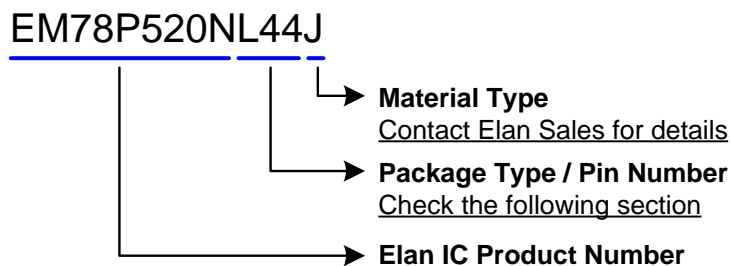 EM78P520NL44J
Material Type
Contact Elan Sales for details
Package Type / Pin Number
Check the following section
Elan IC Product Number